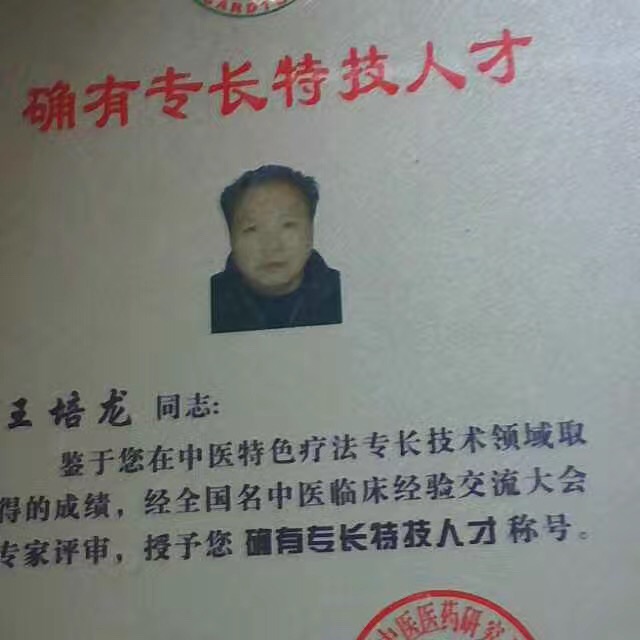 确有专长特技人才
王培龙 同志:
鉴于您在中医特色疗法专长技术领域取
得的成绩，经全国名中医临床经验交流大会
专家评审，授予您 确有专长特技人才 称号。
中医医药研究